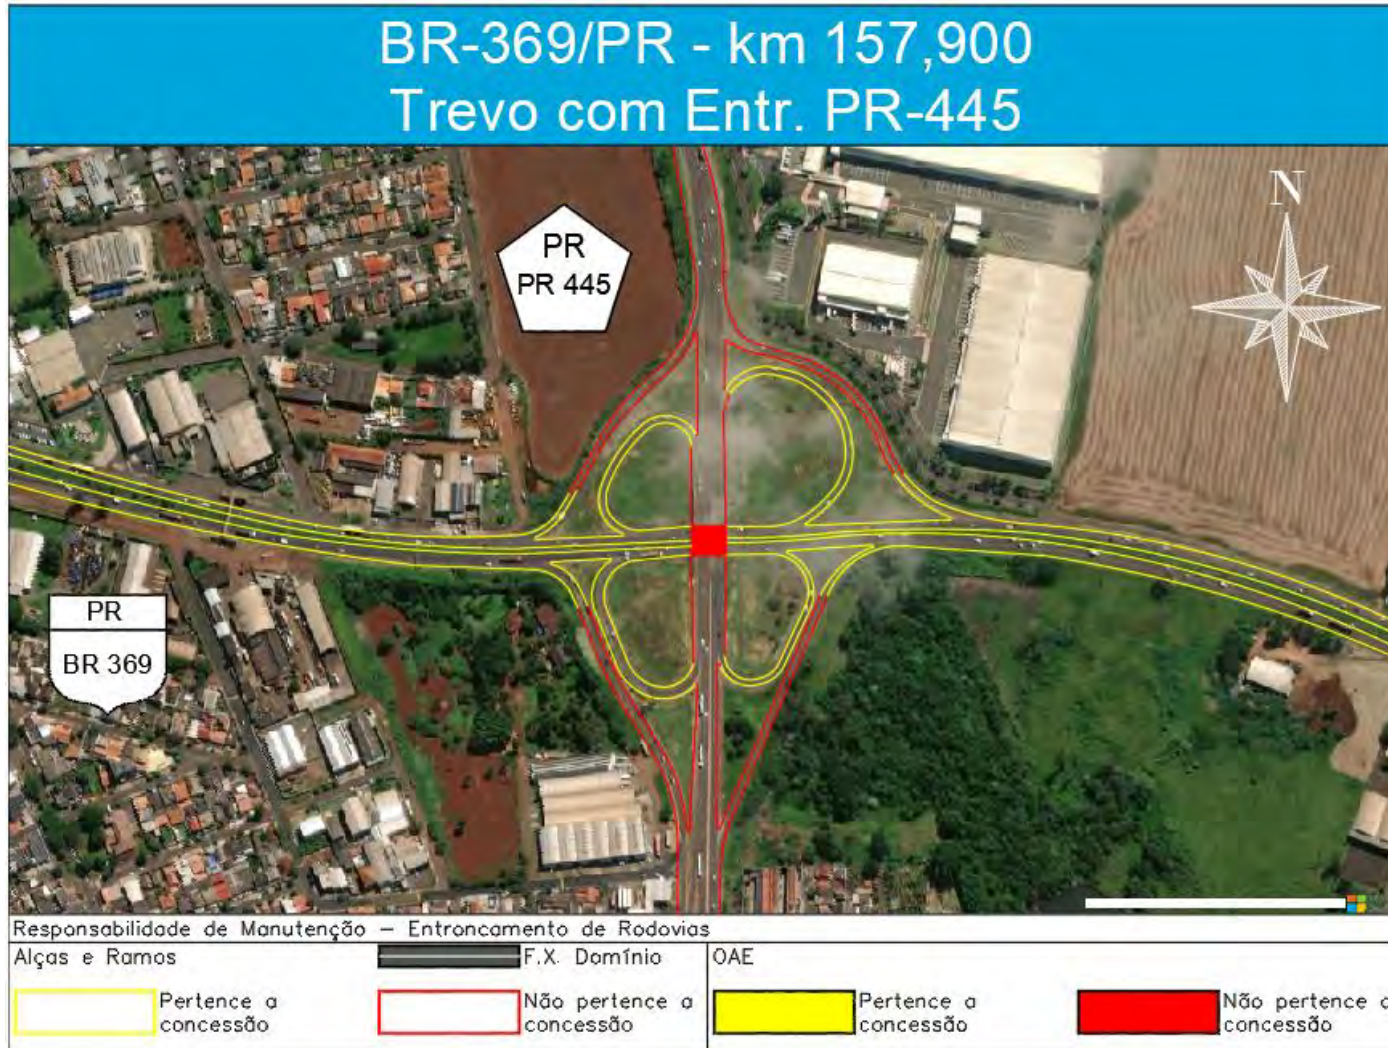 BR-369/PR - km 157,900
Trevo com Entr. PR-445
PR
PR 445
N
PR
BR 369
Responsabilidade de Manutenção - Entroncamento de Rodovias
Alças e Ramos
F.X. Domínio
OAE
Pertence a
concessão
Não pertence a
concessão
Pertence a
concessão
Não pertence a
concessão